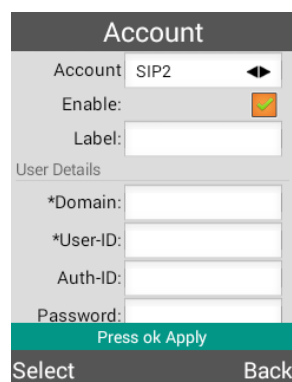 Account
Account SIP2
Enable:
Label:
User Details
*Domain:
*User-ID:
Auth-ID:
Password:
Press ok Apply
Select Back